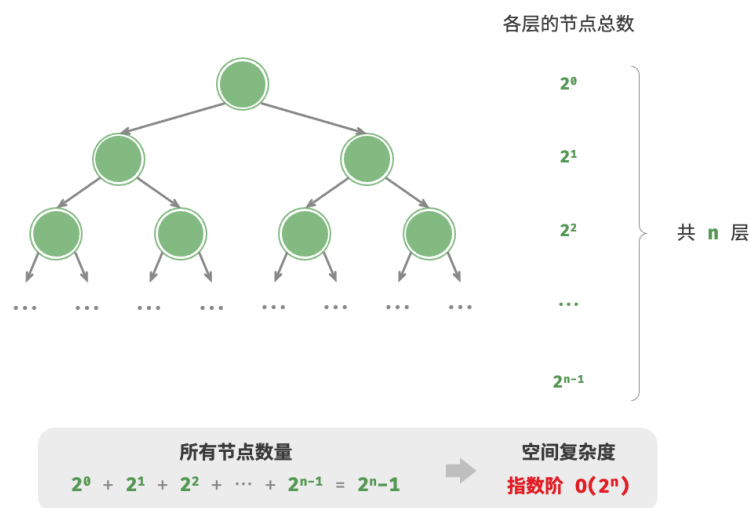 各层的节点总数
2⁰
2¹
2²
...
2ⁿ⁻¹
共 n 层
... ... ... ... ... ... ... ...
所有节点数量
2⁰ + 2¹ + 2² + ... + 2ⁿ⁻¹ = 2ⁿ-1
空间复杂度
指数阶 O(2ⁿ)